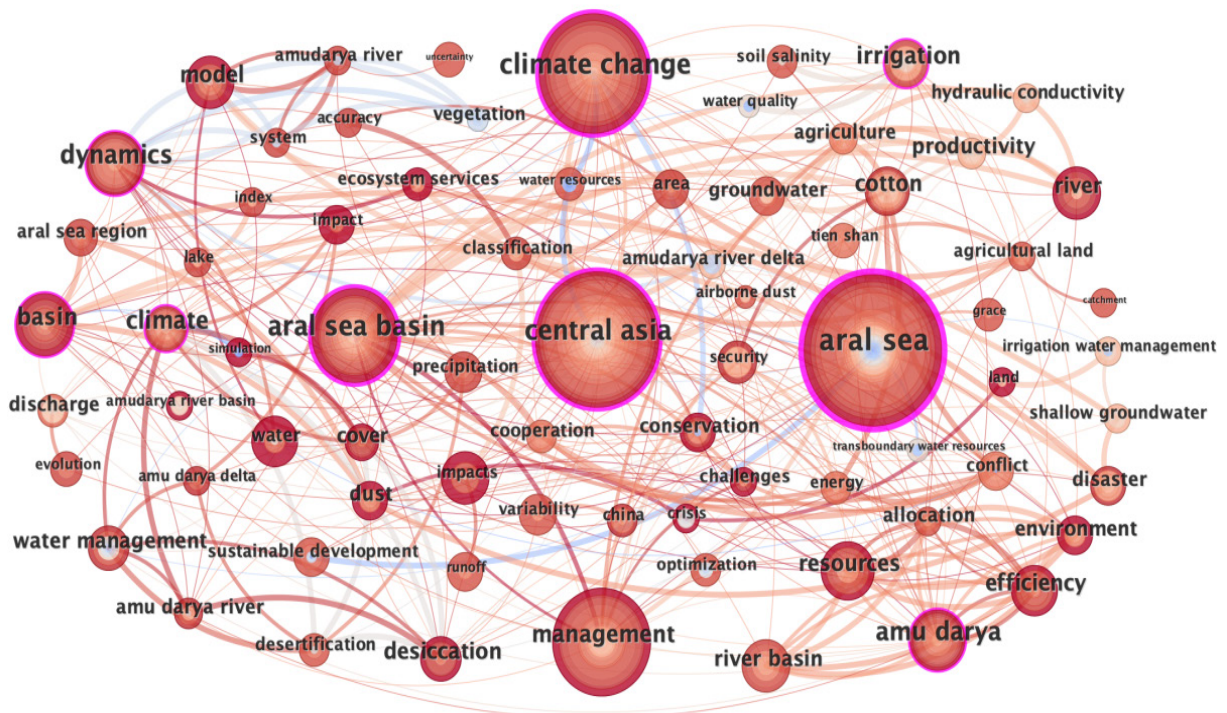 amudarya river
uncertainty
model
climate change
soil salinity
irrigation
hydraulic conductivity
water quality
vegetation
accuracy
system
agriculture
productivity
dynamics
ecosystem services
water resources
area
groundwater
cotton
river
index
impact
aral sea region
tien shan
classification
agricultural land
lake
amudarya river delta
airborne dust
catchment
grace
basin
climate
aral sea basin
central asia
aral sea
simulation
irrigation water management
precipitation
security
land
discharge
amudarya river basin
shallow groundwater
water
cover
cooperation
conservation
transboundary water resources
evolution
amu darya delta
impacts
challenges
energy
conflict
disaster
dust
variability
china
crisis
allocation
environment
water management
sustainable development
runoff
optimization
resources
efficiency
amu darya river
desertification
desiccation
management
river basin
amu darya